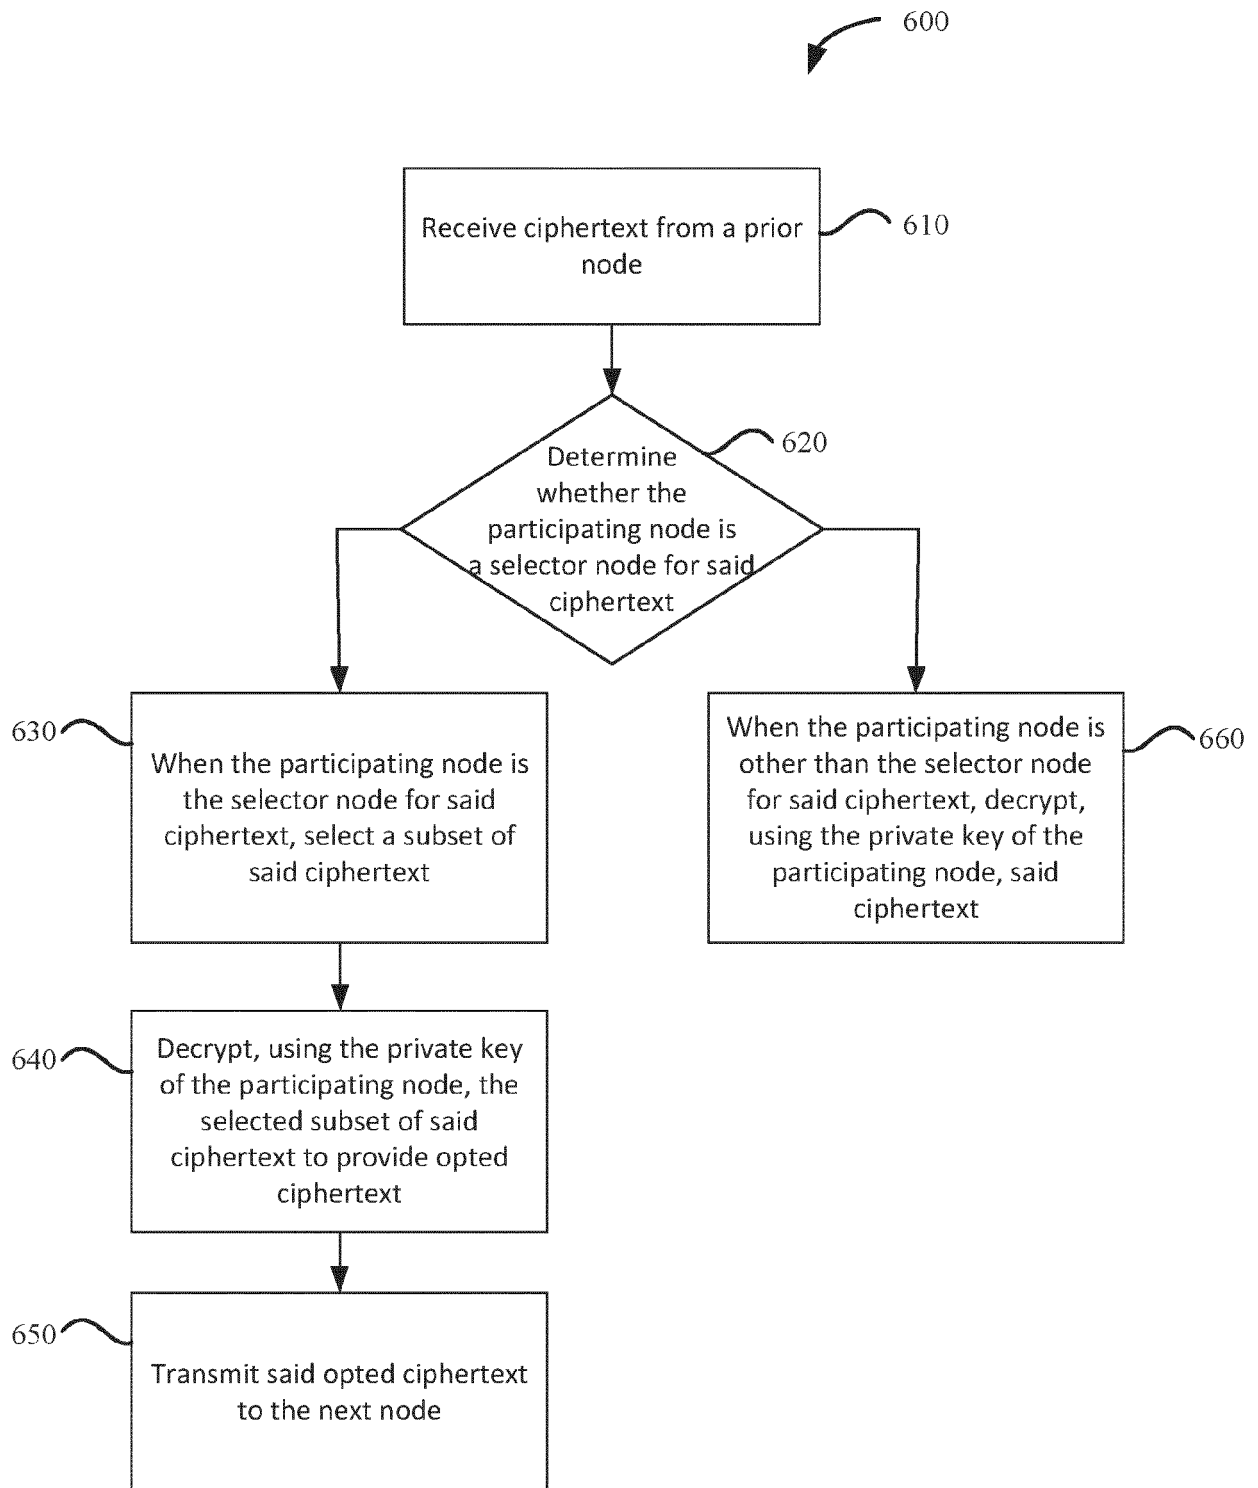 600
Receive ciphertext from a prior
node
610
Determine
whether the
participating node is
a selector node for said
ciphertext
620
630
When the participating node is
the selector node for said
ciphertext, select a subset of
said ciphertext
When the participating node is
other than the selector node
for said ciphertext, decrypt,
using the private key of the
participating node, said
ciphertext
660
640
Decrypt, using the private key
of the participating node, the
selected subset of said
ciphertext to provide opted
ciphertext
650
Transmit said opted ciphertext
to the next node